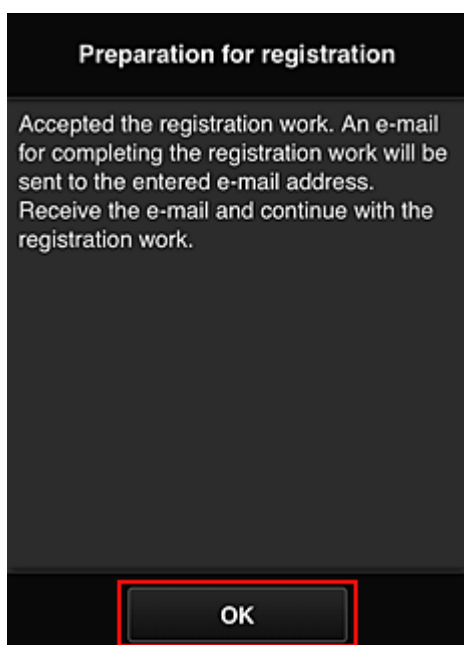 Preparation for registration
Accepted the registration work. An e-mail
for completing the registration work will be
sent to the entered e-mail address.
Receive the e-mail and continue with the
registration work.
OK